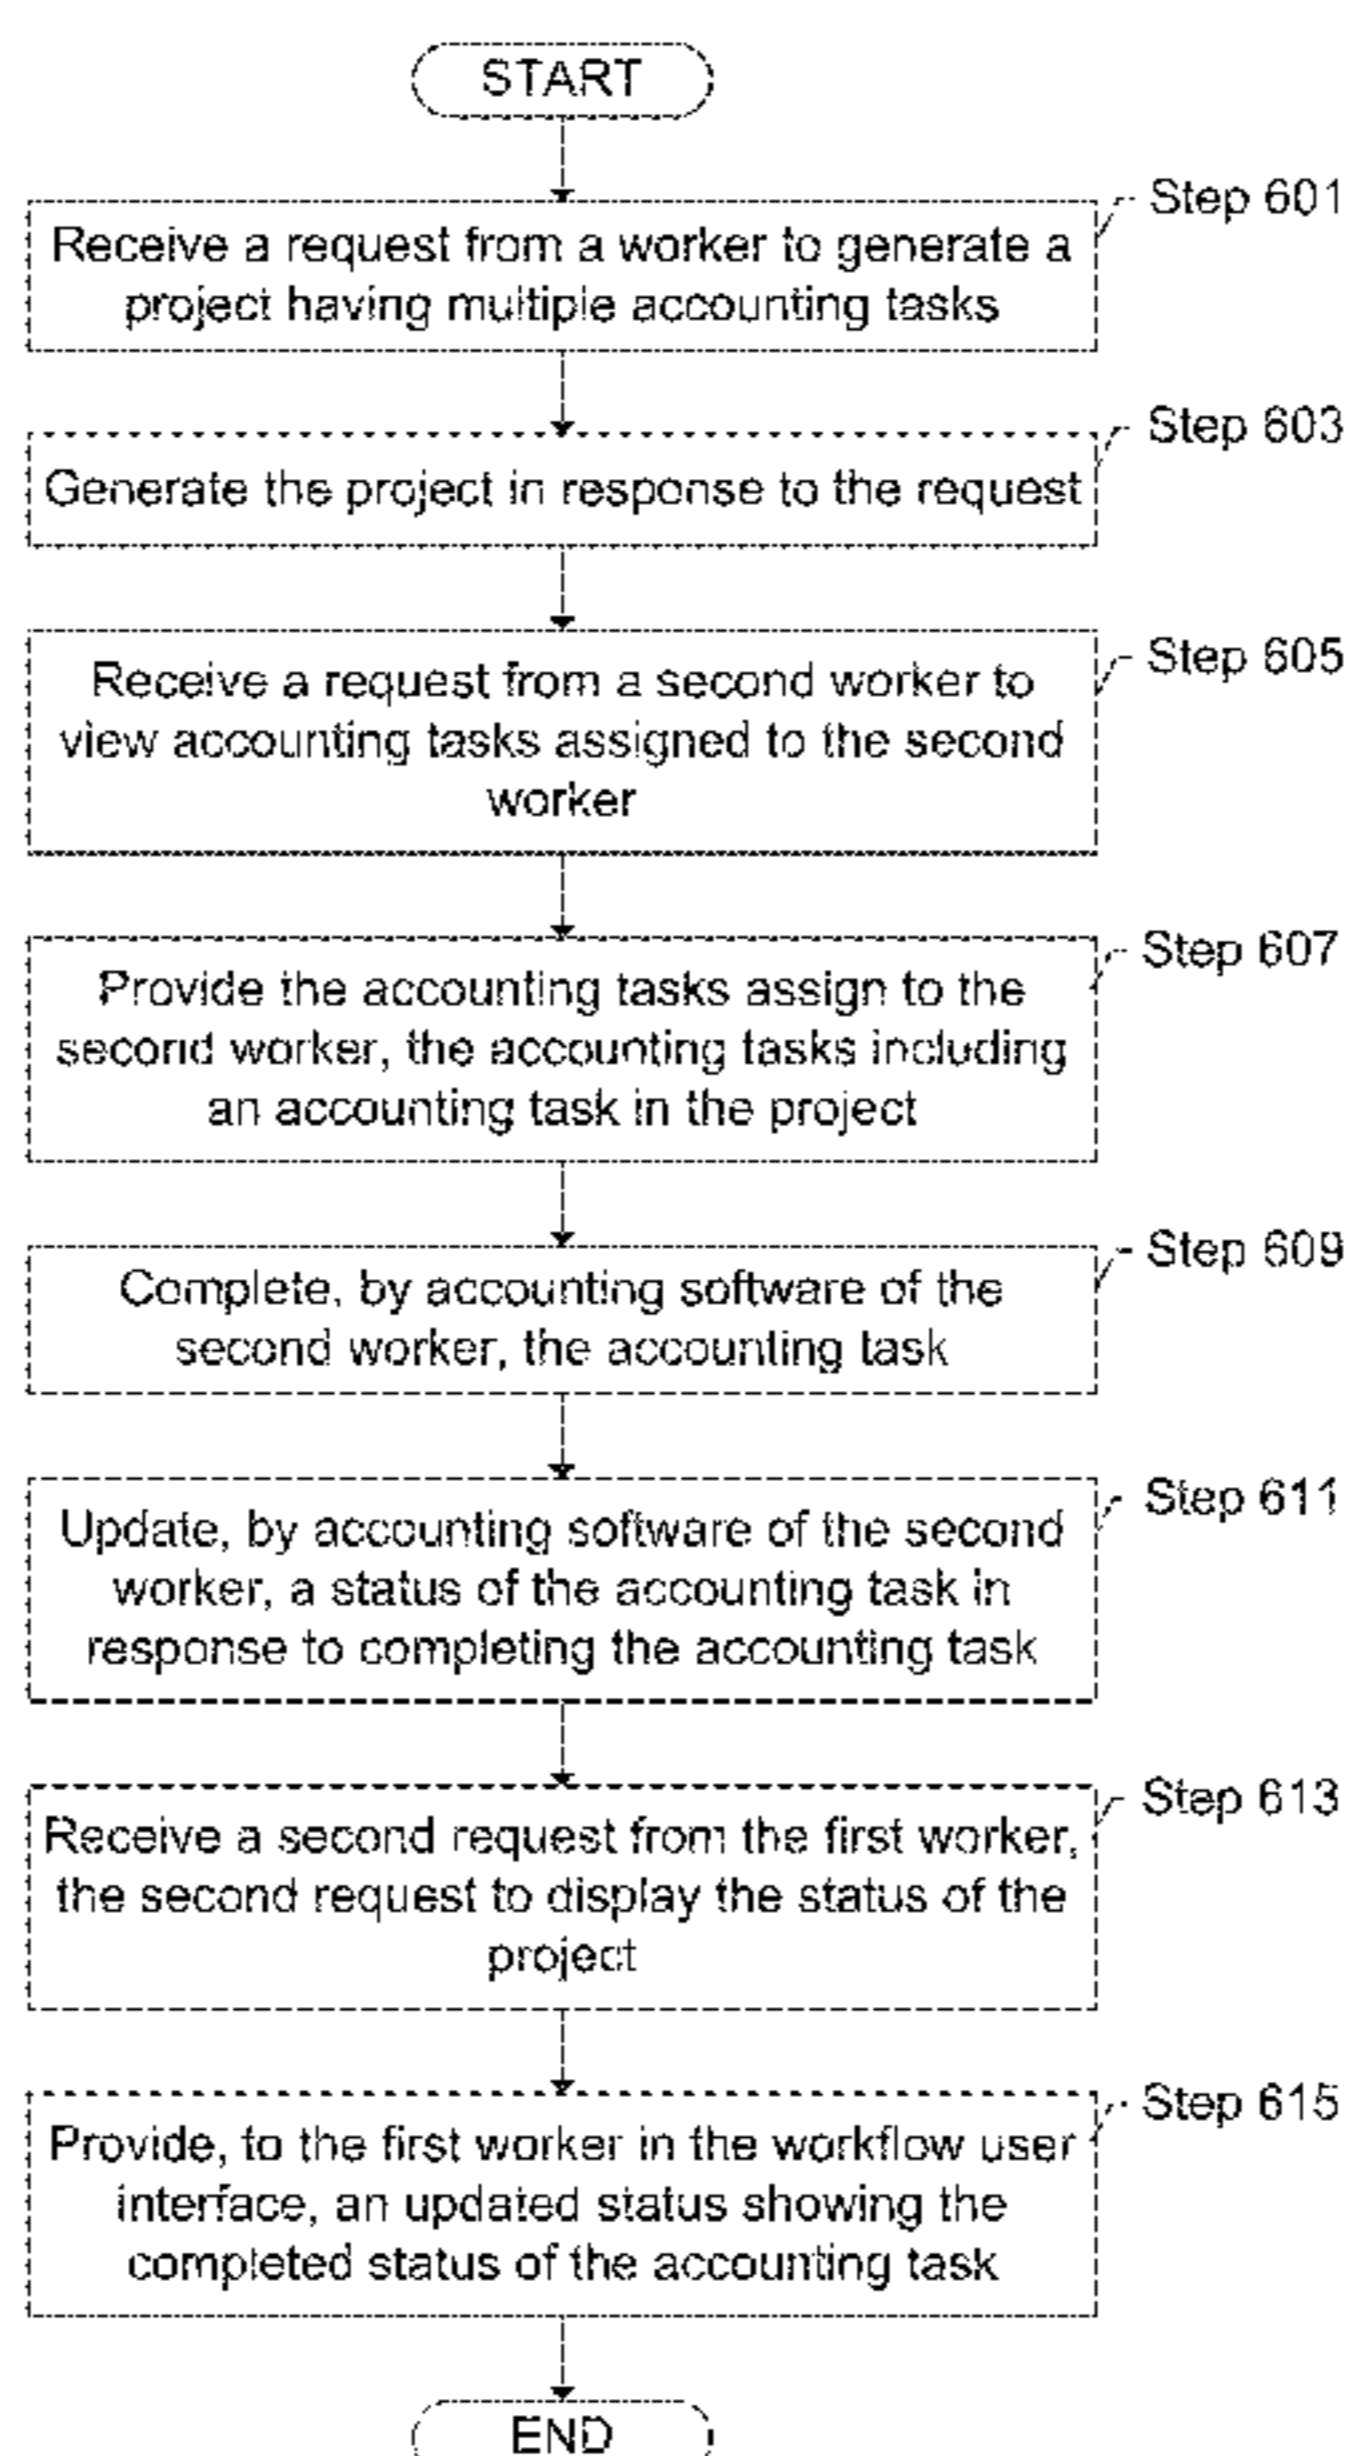 START
Step 601
Receive a request from a worker to generate a
project having multiple accounting tasks
Step 603
Generate the project in response to the request
Step 605
Receive a request from a second worker to
view accounting tasks assigned to the second
worker
Step 607
Provide the accounting tasks assign to the
second worker, the accounting tasks including
an accounting task in the project
Step 609
Complete, by accounting software of the
second worker, the accounting task
Step 611
Update, by accounting software of the second
worker, a status of the accounting task in
response to completing the accounting task
Step 613
Receive a second request from the first worker,
the second request to display the status of the
project
Step 615
Provide, to the first worker in the workflow user
interface, an updated status showing the
completed status of the accounting task
END